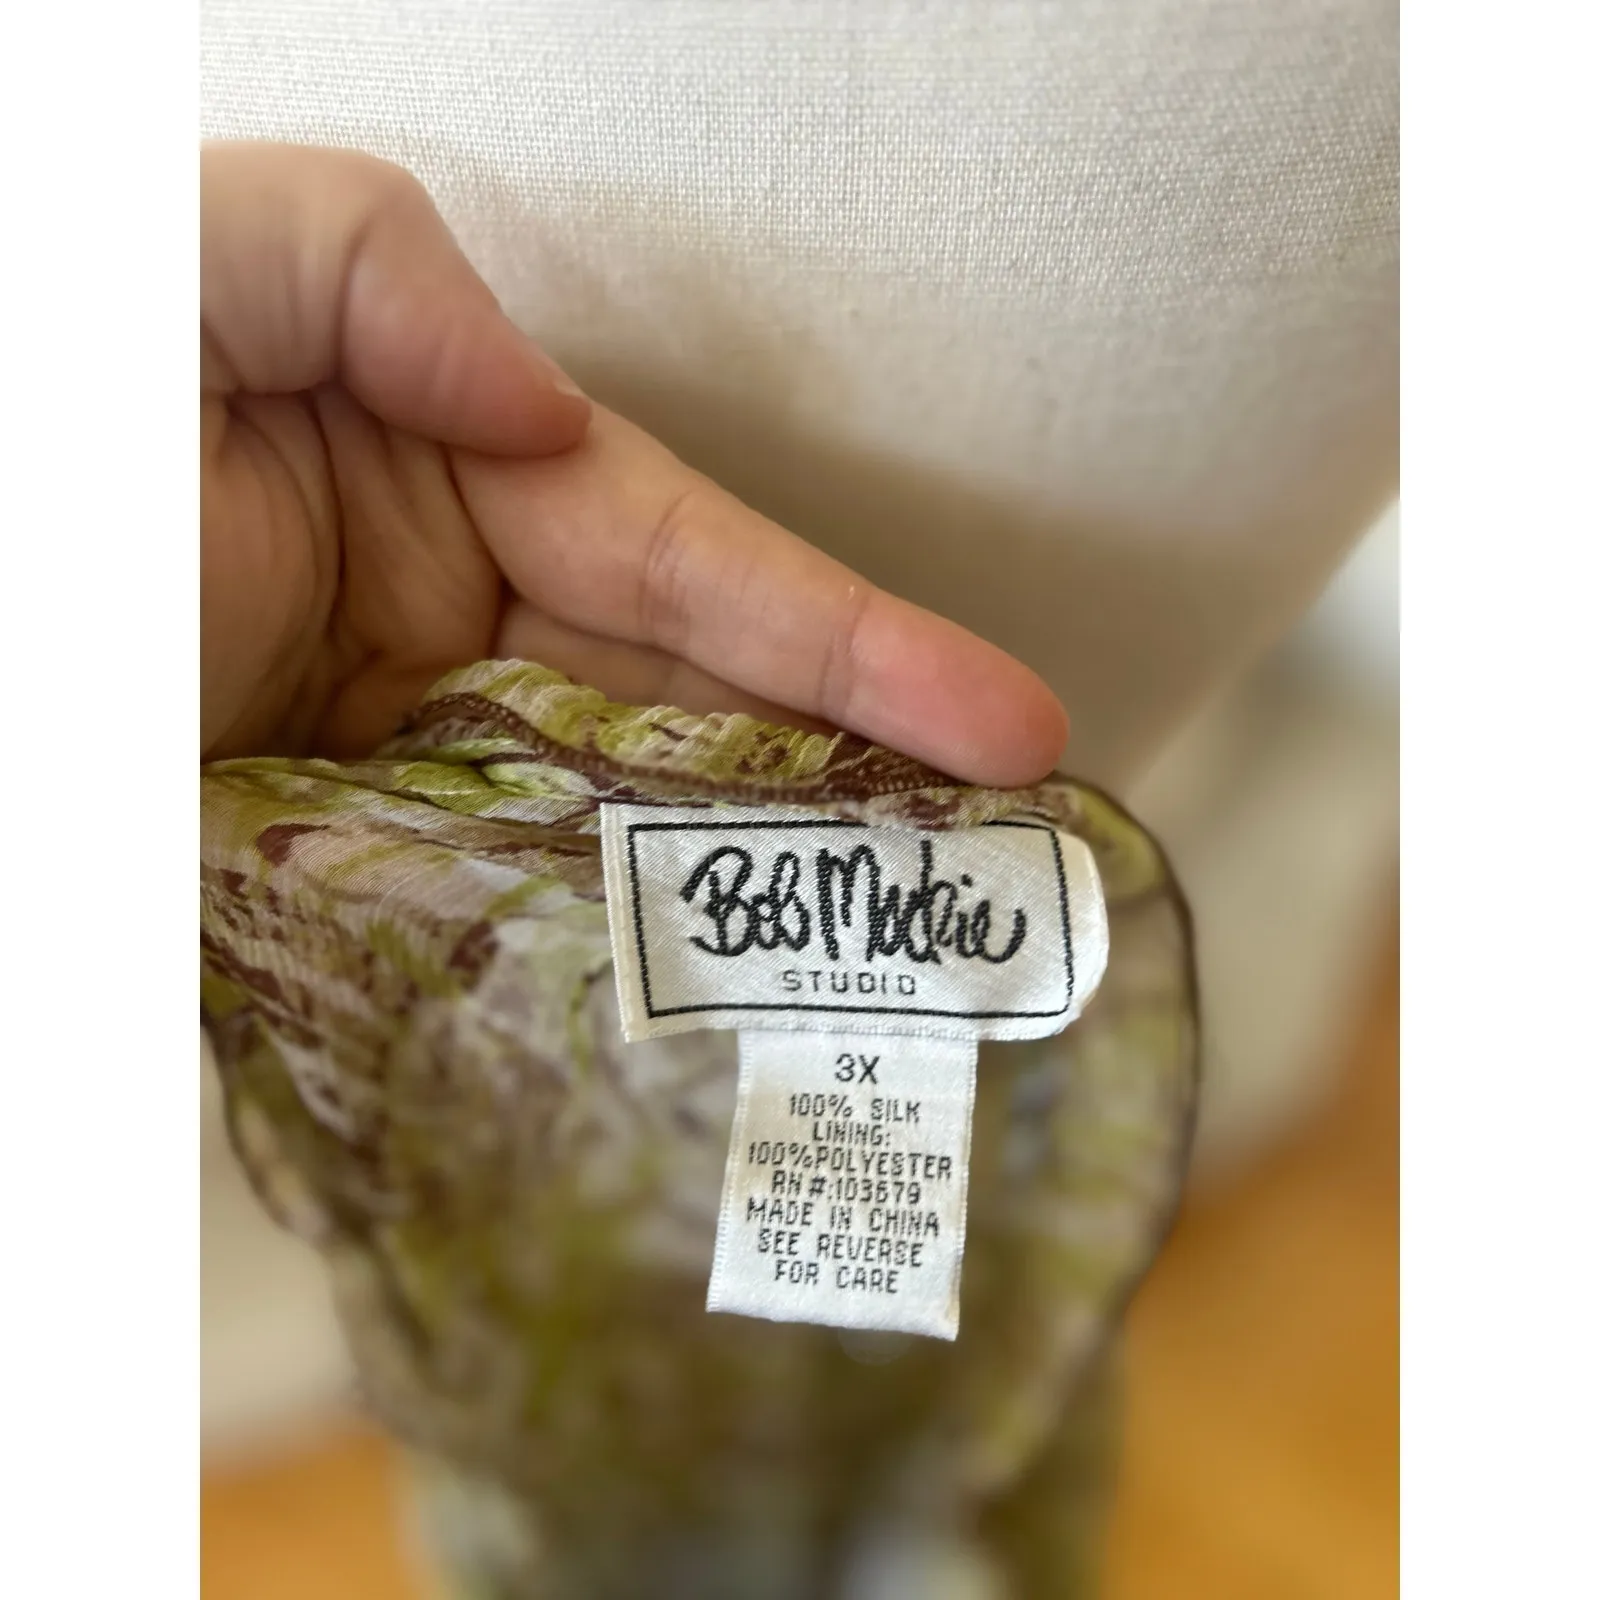 Bob Mackie
STUDIO
3X
100% SILK
LINING:
100%POLYESTER
RN#:103679
MADE IN CHINA
SEE REVERSE
FOR CARE